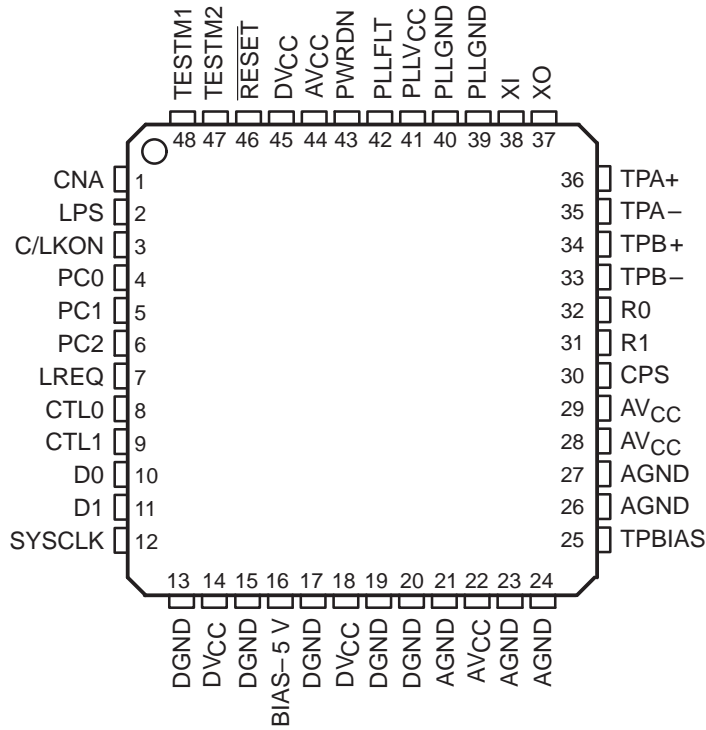 TESTM1
TESTM2
RESET
DVCC
AVCC
PWRDN
PLLFLT
PLLVCC
PLLGND
PLLGND
XI
XO
48 47 46 45 44 43 42 41 40 39 38 37
CNA 1
LPS 2
C/LKON 3
PC0 4
PC1 5
PC2 6
LREQ 7
CTL0 8
CTL1 9
D0 10
D1 11
SYSCLK 12
36 TPA+
35 TPA–
34 TPB+
33 TPB–
32 R0
31 R1
30 CPS
29 AVCC
28 AVCC
27 AGND
26 AGND
25 TPBIAS
13 14 15 16 17 18 19 20 21 22 23 24
DGND
DVCC
DGND
BIAS–5 V
DGND
DVCC
DGND
DGND
AGND
AVCC
AGND
AGND